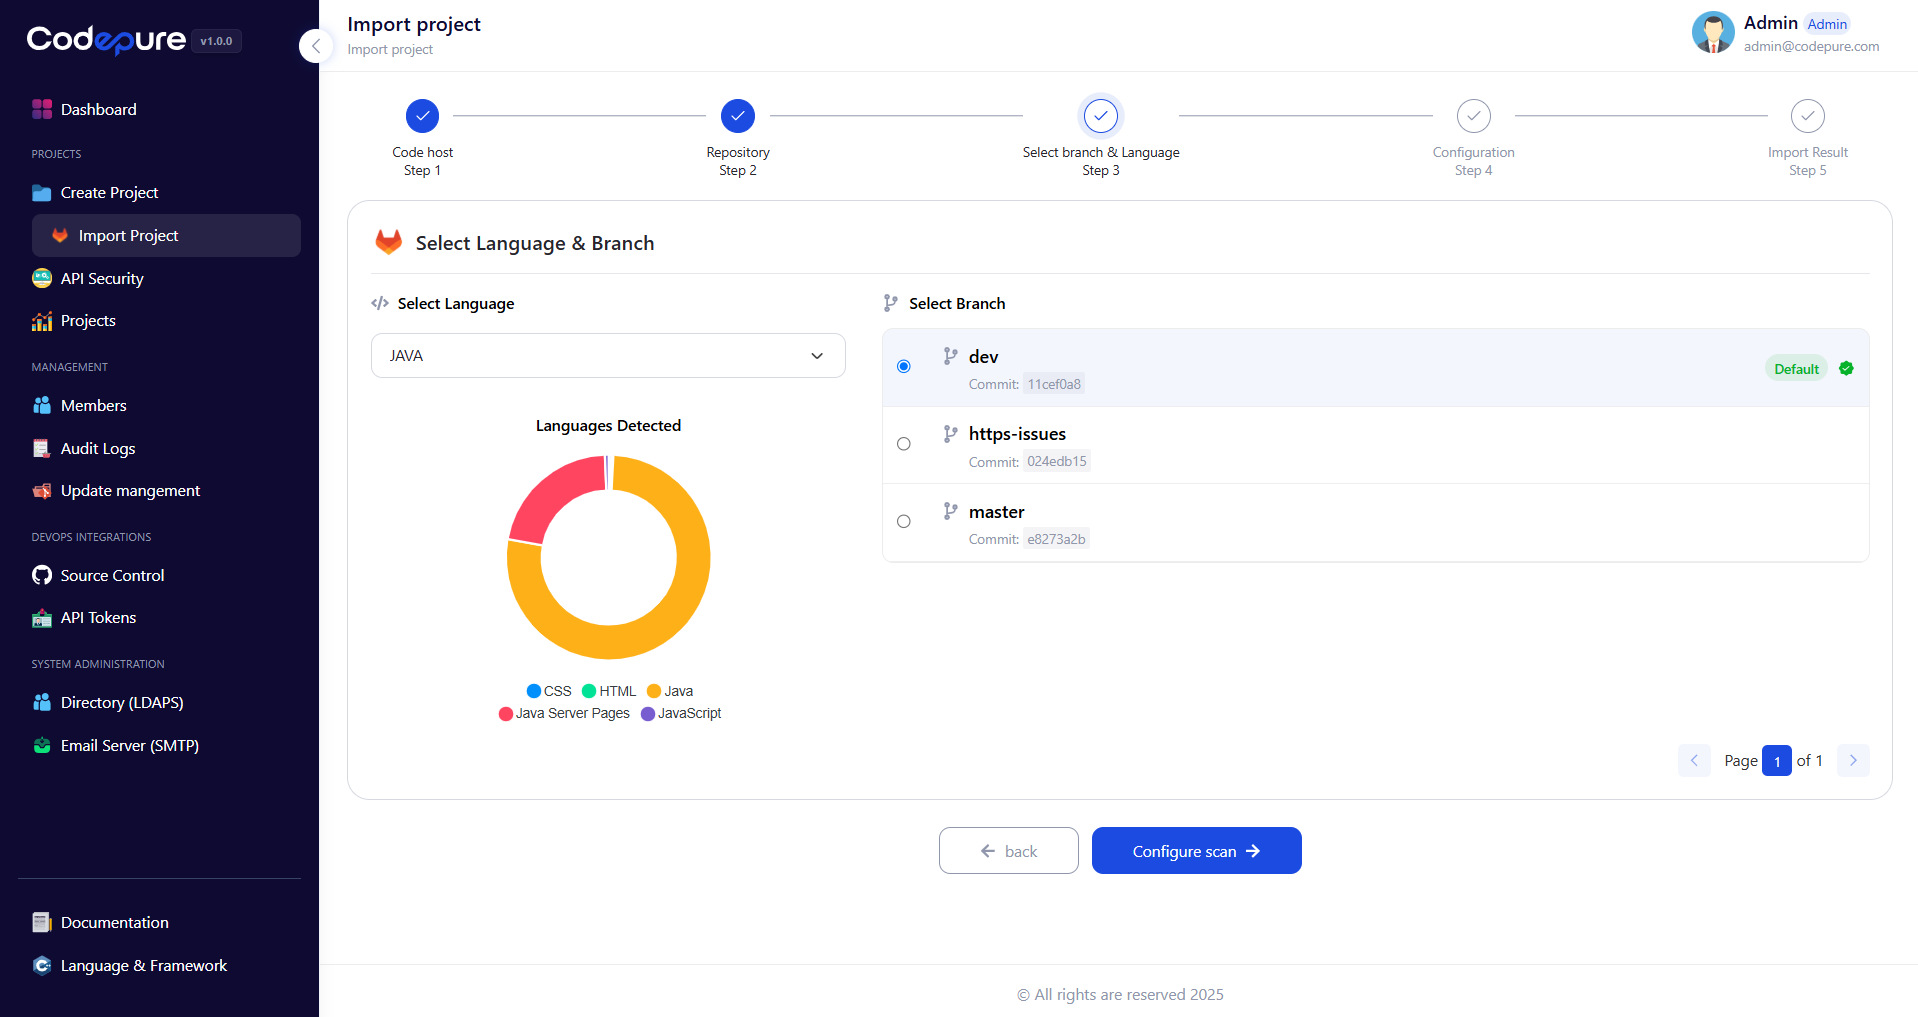 Codepure v1.0.0
Dashboard
PROJECTS
Create Project
Import Project
API Security
Projects
MANAGEMENT
Members
Audit Logs
Update mangement
DEVOPS INTEGRATIONS
Source Control
API Tokens
SYSTEM ADMINISTRATION
Directory (LDAPS)
Email Server (SMTP)
Documentation
Language & Framework
Import project
Import project
Admin Admin
admin@codepure.com
Code host
Step 1
Repository
Step 2
Select branch & Language
Step 3
Configuration
Step 4
Import Result
Step 5
Select Language & Branch
Select Language
JAVA
Languages Detected
CSS HTML Java
Java Server Pages JavaScript
Select Branch
dev
Commit: 11cef0a8
Default
https-issues
Commit: 024edb15
master
Commit: e8273a2b
Page 1 of 1
back
Configure scan
© All rights are reserved 2025